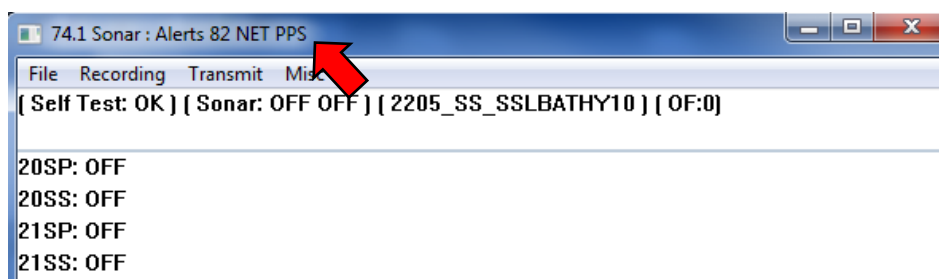 74.1 Sonar : Alerts 82 NET PPS
File Recording Transmit Misc
( Self Test: OK ) ( Sonar: OFF OFF ) ( 2205_SS_SSLBATHY10 ) ( OF:0)
20SP: OFF
20SS: OFF
21SP: OFF
21SS: OFF